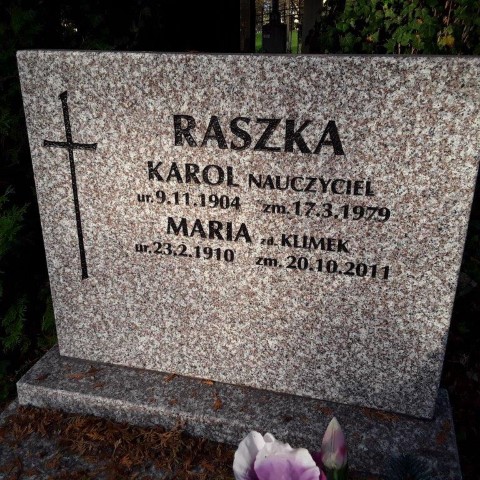 RASZKA
KAROL NAUCZYCIEL
ur. 9.11.1904 zm. 17.3.1979
MARIA zd. KLIMEK
ur. 23.2.1910 zm. 20.10.2011